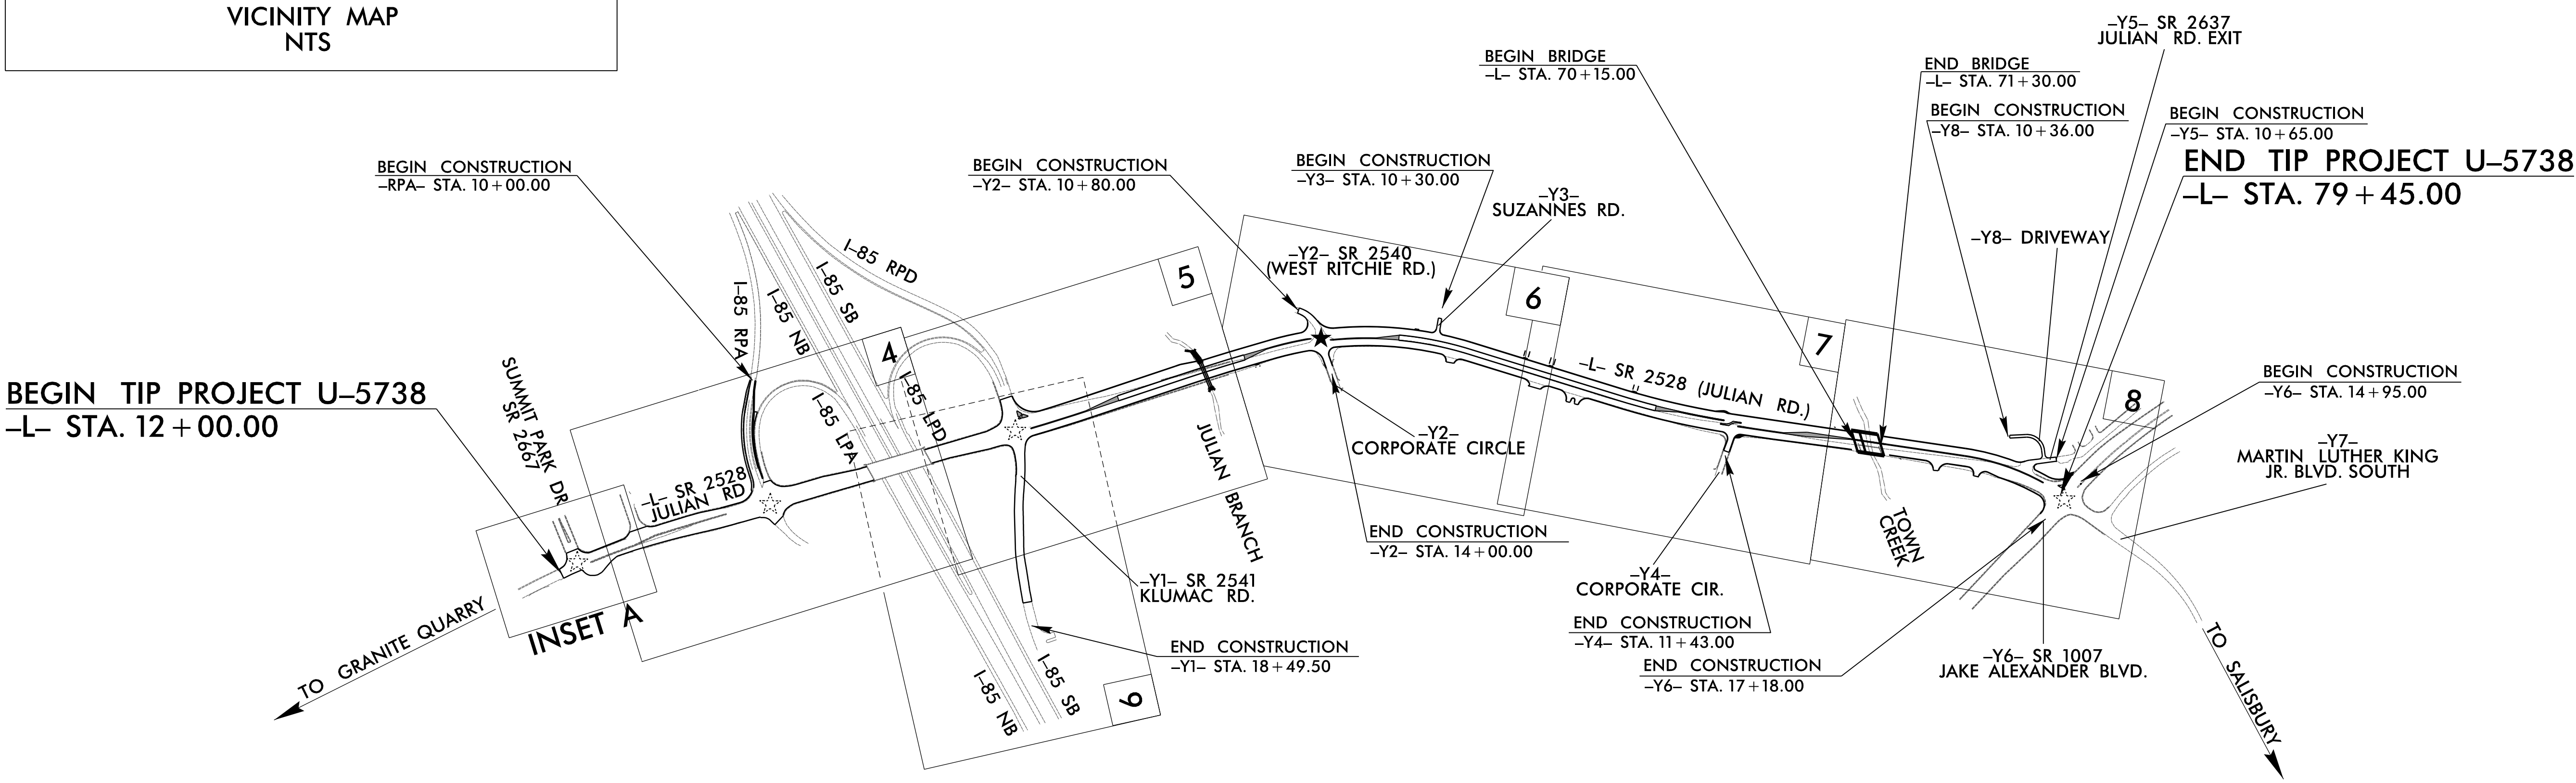 VICINITY MAP
NTS
BEGIN CONSTRUCTION
–RPA– STA. 10+00.00
BEGIN TIP PROJECT U–5738
–L– STA. 12+00.00
SUMMIT PARK DR
SR 2667
–L– SR 2528
JULIAN RD
INSET A
TO GRANITE QUARRY
I–85 RPA
I–85 NB
I–85 SB
I–85 RPD
I–85 LPA
I–85 LPD
4
5
BEGIN CONSTRUCTION
–Y2– STA. 10+80.00
BEGIN CONSTRUCTION
–Y3– STA. 10+30.00
–Y3–
SUZANNES RD.
–Y2– SR 2540
(WEST RITCHIE RD.)
6
JULIAN BRANCH
–Y2–
CORPORATE CIRCLE
END CONSTRUCTION
–Y2– STA. 14+00.00
–Y1– SR 2541
KLUMAC RD.
END CONSTRUCTION
–Y1– STA. 18+49.50
I–85 NB
I–85 SB
9
BEGIN BRIDGE
–L– STA. 70+15.00
END BRIDGE
–L– STA. 71+30.00
BEGIN CONSTRUCTION
–Y8– STA. 10+36.00
–Y5– SR 2637
JULIAN RD. EXIT
BEGIN CONSTRUCTION
–Y5– STA. 10+65.00
END TIP PROJECT U–5738
–L– STA. 79+45.00
–Y8– DRIVEWAY
–L– SR 2528 (JULIAN RD.)
7
8
BEGIN CONSTRUCTION
–Y6– STA. 14+95.00
–Y7–
MARTIN LUTHER KING
JR. BLVD. SOUTH
TOWN
CREEK
–Y4–
CORPORATE CIR.
END CONSTRUCTION
–Y4– STA. 11+43.00
END CONSTRUCTION
–Y6– STA. 17+18.00
–Y6– SR 1007
JAKE ALEXANDER BLVD.
TO SALISBURY